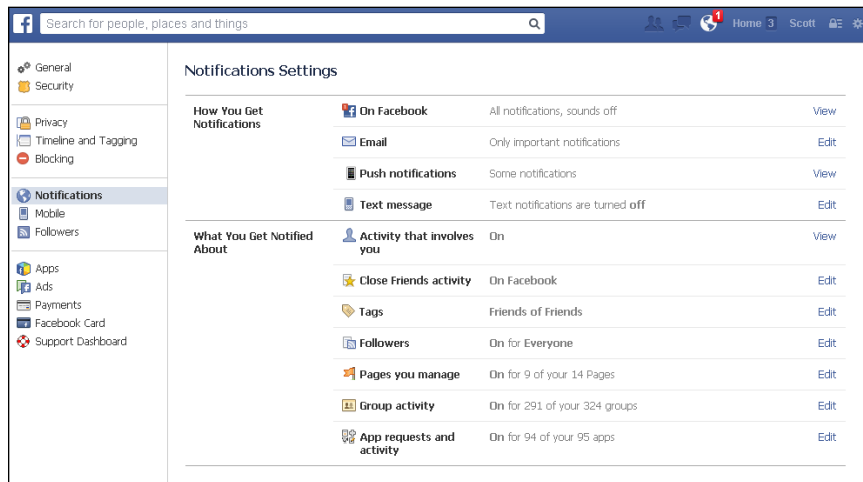 f Search for people, places and things 1 Home 3 Scott
General
Security
Privacy
Timeline and Tagging
Blocking
Notifications
Mobile
Followers
Apps
Ads
Payments
Facebook Card
Support Dashboard
Notifications Settings
How You Get
Notifications
On Facebook All notifications, sounds off View
Email Only important notifications Edit
Push notifications Some notifications View
Text message Text notifications are turned off Edit
What You Get Notified
About
Activity that involves
you
On View
Close Friends activity On Facebook Edit
Tags Friends of Friends Edit
Followers On for Everyone Edit
Pages you manage On for 9 of your 14 Pages Edit
Group activity On for 291 of your 324 groups Edit
App requests and
activity
On for 94 of your 95 apps Edit